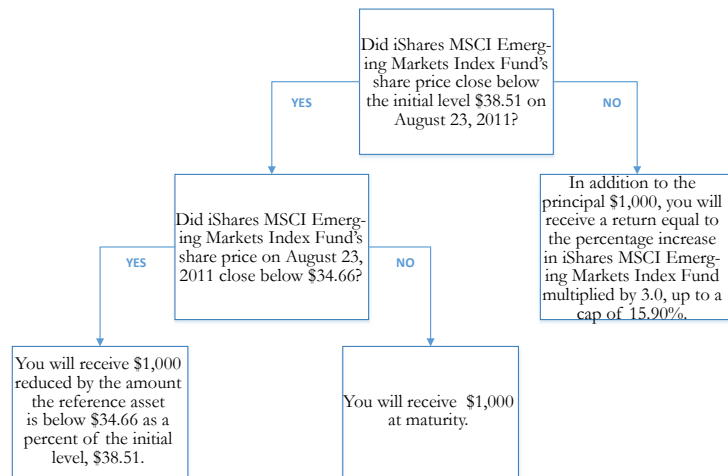 Did iShares MSCI Emerg-
ing Markets Index Fund's
share price close below
the initial level $38.51 on
August 23, 2011?
YES
NO
Did iShares MSCI Emerg-
ing Markets Index Fund's
share price on August 23,
2011 close below $34.66?
In addition to the
principal $1,000, you will
receive a return equal to
the percentage increase
in iShares MSCI Emerg-
ing Markets Index Fund
multiplied by 3.0, up to a
cap of 15.90%.
YES
NO
You will receive $1,000
reduced by the amount
the reference asset
is below $34.66 as a
percent of the initial
level, $38.51.
You will receive $1,000
at maturity.